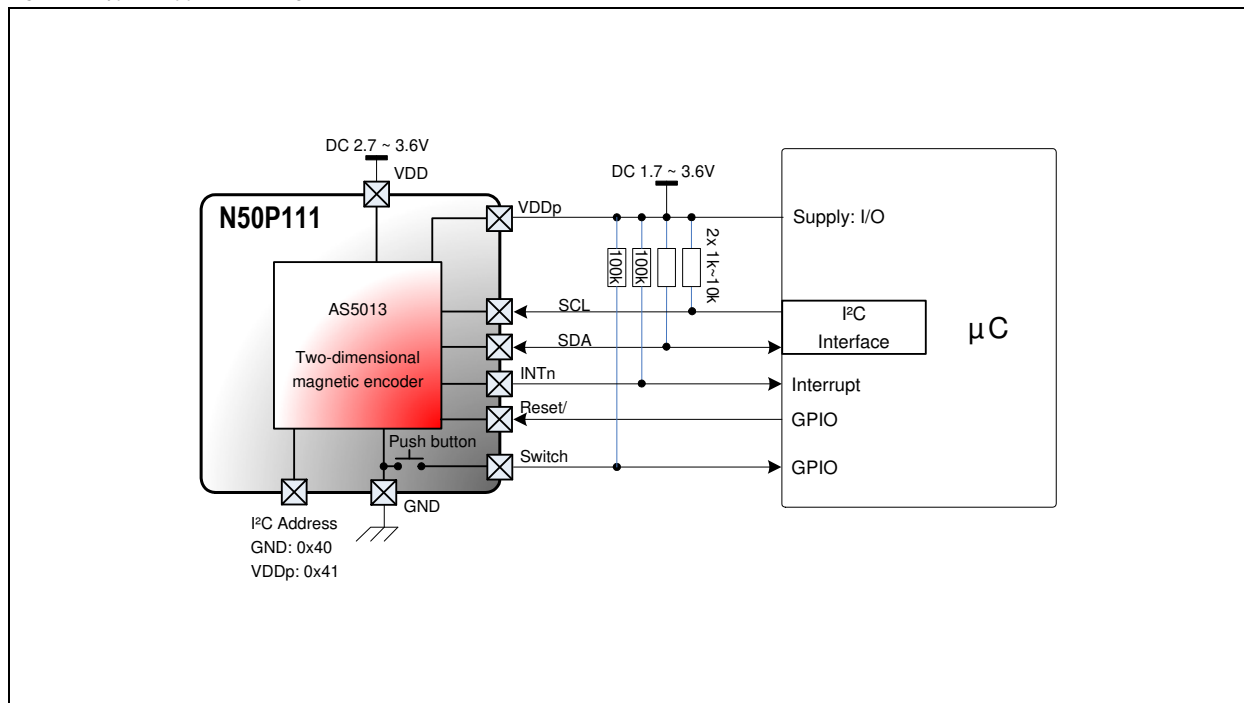 DC 2.7 ~ 3.6V
VDD
N50P111
VDDp
DC 1.7 ~ 3.6V
Supply: I/O
100k
100k
2x 1k~10k
AS5013
Two-dimensional
magnetic encoder
SCL
SDA
INTn
Reset/
Push button
Switch
I²C
Interface
µC
Interrupt
GPIO
GPIO
GND
I²C Address
GND: 0x40
VDDp: 0x41